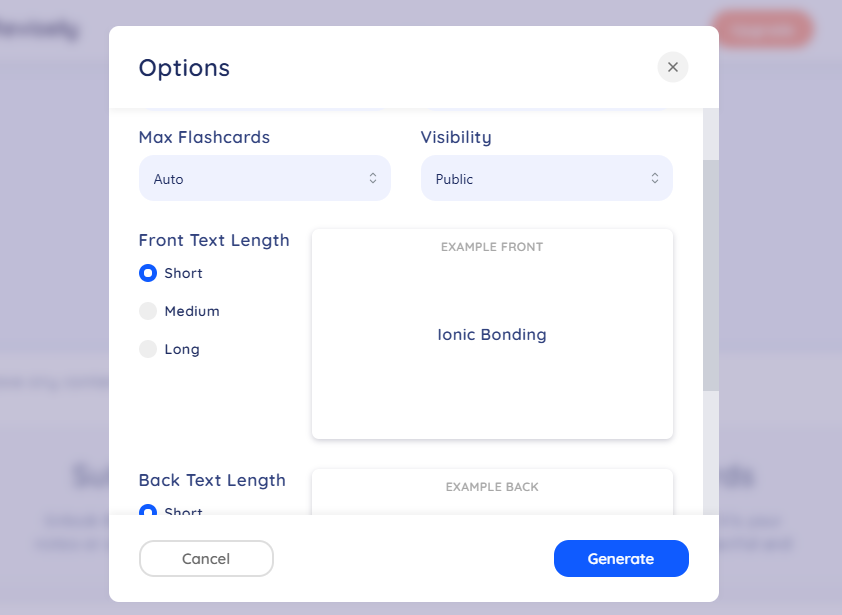 Options
Max Flashcards
Visibility
Auto
Public
Front Text Length
Short
Medium
Long
EXAMPLE FRONT
Ionic Bonding
Back Text Length
Short
EXAMPLE BACK
Cancel
Generate